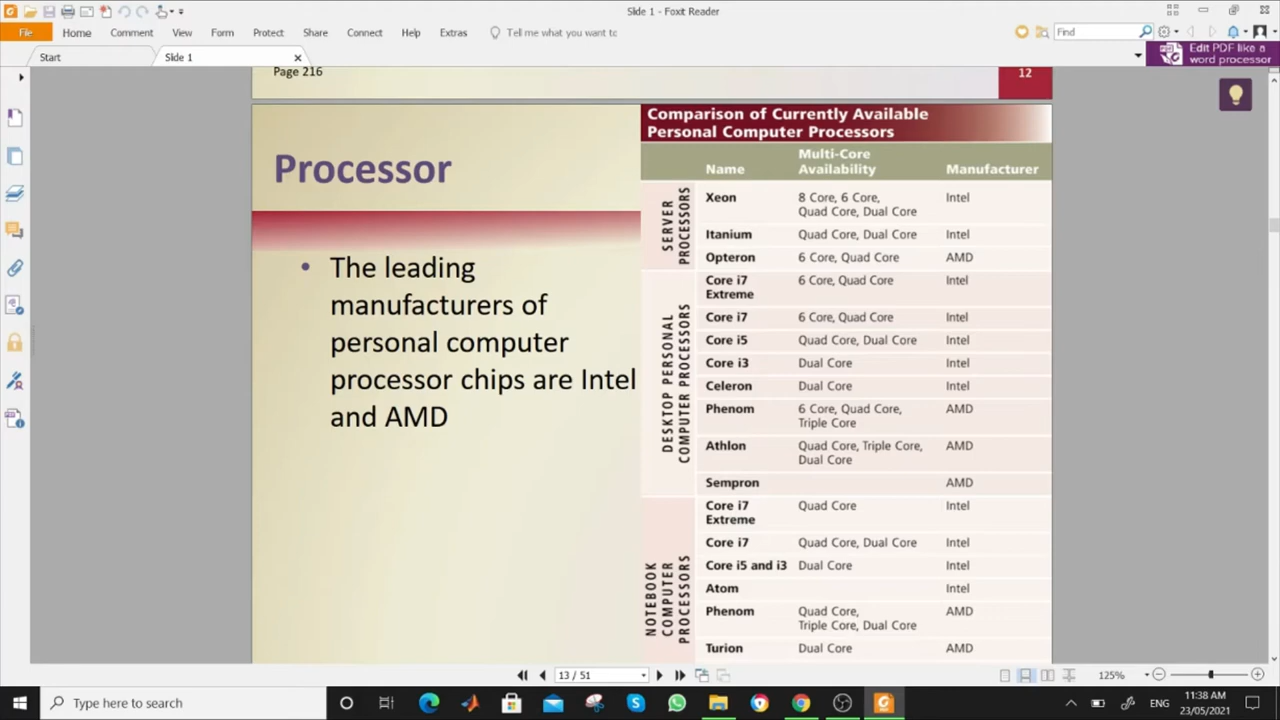 Slide 1 - Foxit Reader
File Home Comment View Form Protect Share Connect Help Extras Tell me what you want to Find
Start Slide 1 Edit PDF like a
word processor
Page 216 12
Processor
• The leading
manufacturers of
personal computer
processor chips are Intel
and AMD
Comparison of Currently Available
Personal Computer Processors
Name Multi-Core
Availability Manufacturer
SERVER
PROCESSORS
Xeon 8 Core, 6 Core,
Quad Core, Dual Core Intel
Itanium Quad Core, Dual Core Intel
Opteron 6 Core, Quad Core AMD
DESKTOP PERSONAL
COMPUTER PROCESSORS
Core i7
Extreme 6 Core, Quad Core Intel
Core i7 6 Core, Quad Core Intel
Core i5 Quad Core, Dual Core Intel
Core i3 Dual Core Intel
Celeron Dual Core Intel
Phenom 6 Core, Quad Core,
Triple Core AMD
Athlon Quad Core, Triple Core,
Dual Core AMD
Sempron AMD
NOTEBOOK
COMPUTER
PROCESSORS
Core i7
Extreme Quad Core Intel
Core i7 Quad Core, Dual Core Intel
Core i5 and i3 Dual Core Intel
Atom Intel
Phenom Quad Core,
Triple Core, Dual Core AMD
Turion Dual Core AMD
13 / 51 125%
Type here to search ENG 11:38 AM
23/05/2021